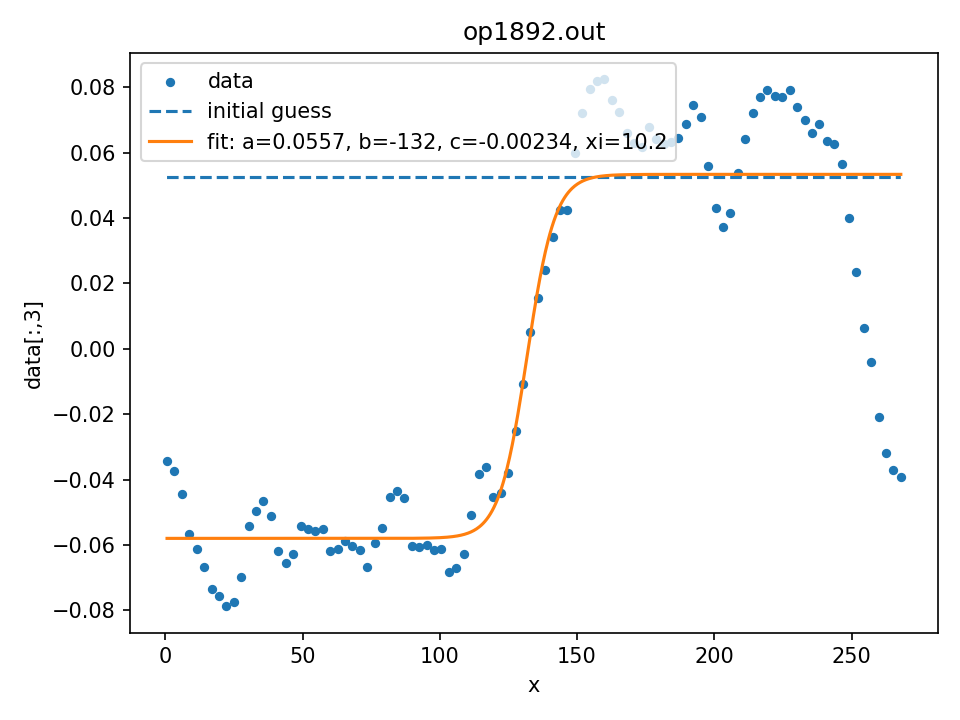 op1892.out
data
initial guess
fit: a=0.0557, b=-132, c=-0.00234, xi=10.2
0.08
0.06
0.04
0.02
0.00
−0.02
−0.04
−0.06
−0.08
data[:,3]
0 50 100 150 200 250
x